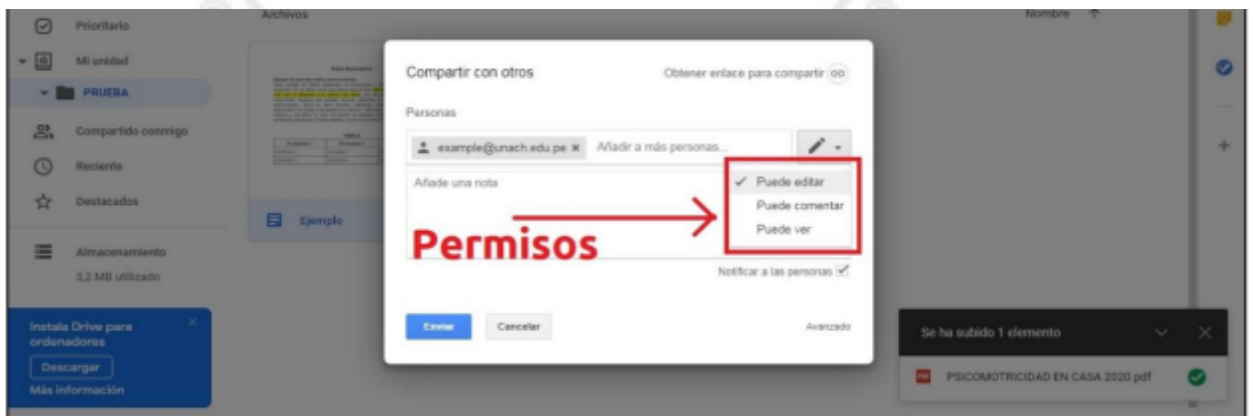 Prioritario
Archivos
Nombre
Mi unidad
PRUEBA
Compartido conmigo
Reciente
Destacados
Ejemplo
Almacenamiento
3,2 MB utilizado
Instala Drive para
ordenadores
Descargar
Más información
Compartir con otros
Obtener enlace para compartir
Personas
example@unach.edu.pe
Añadir a más personas...
Añade una nota
Puede editar
Puede comentar
Puede ver
Permisos
Notificar a las personas
Enviar
Cancelar
Avanzado
Se ha subido 1 elemento
PDF
PSICOMOTRICIDAD EN CASA 2020.pdf